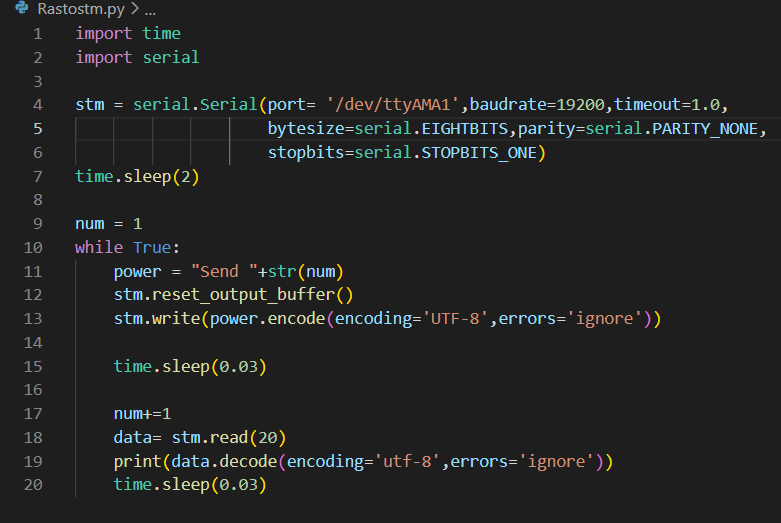 Rastostm.py > ...
1 import time
2 import serial
3
4 stm = serial.Serial(port= '/dev/ttyAMA1',baudrate=19200,timeout=1.0,
5                     bytesize=serial.EIGHTBITS,parity=serial.PARITY_NONE,
6                     stopbits=serial.STOPBITS_ONE)
7 time.sleep(2)
8
9 num = 1
10 while True:
11     power = "Send "+str(num)
12     stm.reset_output_buffer()
13     stm.write(power.encode(encoding='UTF-8',errors='ignore'))
14
15     time.sleep(0.03)
16
17     num+=1
18     data= stm.read(20)
19     print(data.decode(encoding='utf-8',errors='ignore'))
20     time.sleep(0.03)